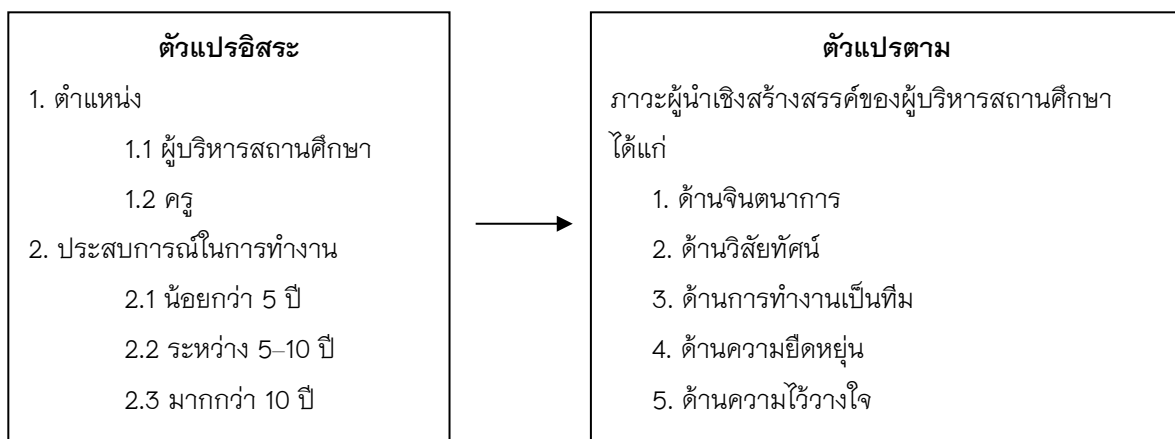 ตัวแปรอิสระ
1. ตำแหน่ง
1.1 ผู้บริหารสถานศึกษา
1.2 ครู
2. ประสบการณ์ในการทำงาน
2.1 น้อยกว่า 5 ปี
2.2 ระหว่าง 5–10 ปี
2.3 มากกว่า 10 ปี
ตัวแปรตาม
ภาวะผู้นำเชิงสร้างสรรค์ของผู้บริหารสถานศึกษา
ได้แก่
1. ด้านจินตนาการ
2. ด้านวิสัยทัศน์
3. ด้านการทำงานเป็นทีม
4. ด้านความยืดหยุ่น
5. ด้านความไว้วางใจ